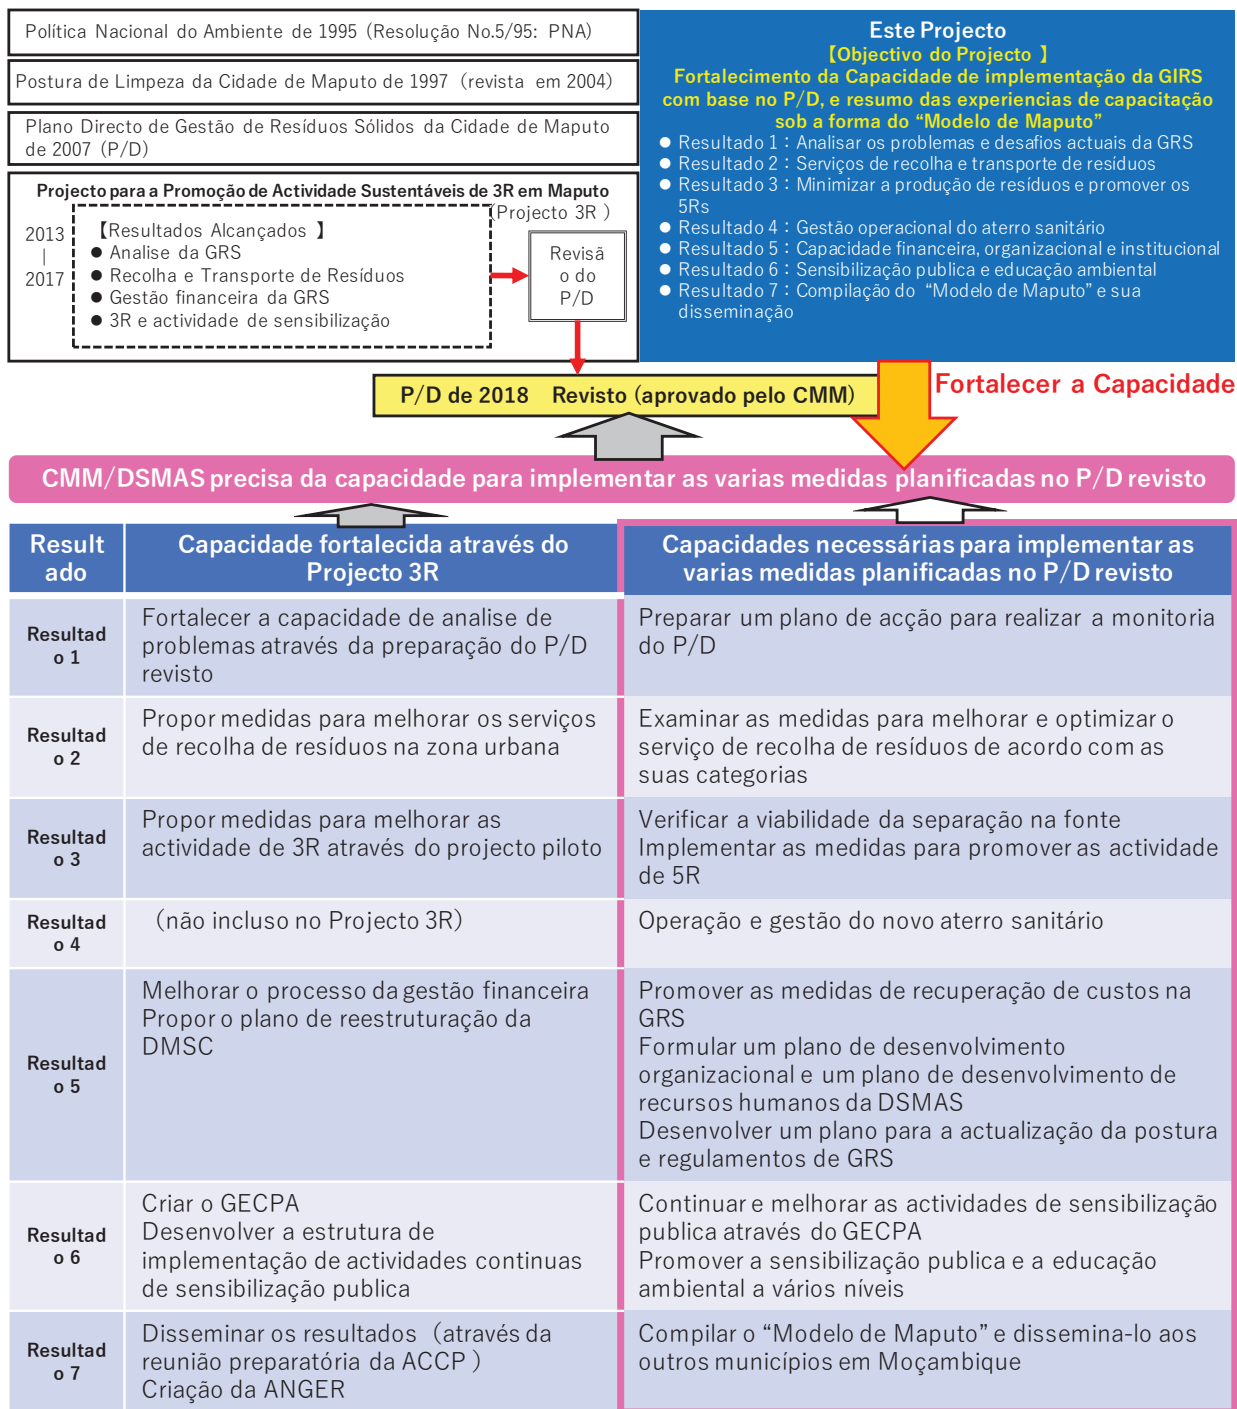 Política Nacional do Ambiente de 1995 (Resolução No.5/95: PNA)
Postura de Limpeza da Cidade de Maputo de 1997 (revista em 2004)
Plano Directo de Gestão de Resíduos Sólidos da Cidade de Maputo
de 2007 (P/D)
Projecto para a Promoção de Actividade Sustentáveis de 3R em Maputo
(Projecto 3R )
2013
|
2017
【Resultados Alcançados 】
● Analise da GRS
● Recolha e Transporte de Resíduos
● Gestão financeira da GRS
● 3R e actividade de sensibilização
Revisã
o do
P/D
Este Projecto
【Objectivo do Projecto 】
Fortalecimento da Capacidade de implementação da GIRS
com base no P/D, e resumo das experiencias de capacitação
sob a forma do “Modelo de Maputo”
● Resultado 1：Analisar os problemas e desafios actuais da GRS
● Resultado 2：Serviços de recolha e transporte de resíduos
● Resultado 3：Minimizar a produção de resíduos e promover os
5Rs
● Resultado 4：Gestão operacional do aterro sanitário
● Resultado 5：Capacidade financeira, organizacional e institucional
● Resultado 6：Sensibilização publica e educação ambiental
● Resultado 7：Compilação do “Modelo de Maputo” e sua
disseminação
P/D de 2018 Revisto (aprovado pelo CMM)
Fortalecer a Capacidade
CMM/DSMAS precisa da capacidade para implementar as varias medidas planificadas no P/D revisto
Result
ado
Capacidade fortalecida através do
Projecto 3R
Capacidades necessárias para implementar as
varias medidas planificadas no P/D revisto
Resultad
o 1
Fortalecer a capacidade de analise de
problemas através da preparação do P/D
revisto
Preparar um plano de acção para realizar a monitoria
do P/D
Resultad
o 2
Propor medidas para melhorar os serviços
de recolha de resíduos na zona urbana
Examinar as medidas para melhorar e optimizar o
serviço de recolha de resíduos de acordo com as
suas categorias
Resultad
o 3
Propor medidas para melhorar as
actividade de 3R através do projecto piloto
Verificar a viabilidade da separação na fonte
Implementar as medidas para promover as actividade
de 5R
Resultad
o 4
（não incluso no Projecto 3R）
Operação e gestão do novo aterro sanitário
Resultad
o 5
Melhorar o processo da gestão financeira
Propor o plano de reestruturação da
DMSC
Promover as medidas de recuperação de custos na
GRS
Formular um plano de desenvolvimento
organizacional e um plano de desenvolvimento de
recursos humanos da DSMAS
Desenvolver um plano para a actualização da postura
e regulamentos de GRS
Resultad
o 6
Criar o GECPA
Desenvolver a estrutura de
implementação de actividades continuas
de sensibilização publica
Continuar e melhorar as actividades de sensibilização
publica através do GECPA
Promover a sensibilização publica e a educação
ambiental a vários níveis
Resultad
o 7
Disseminar os resultados （através da
reunião preparatória da ACCP ）
Criação da ANGER
Compilar o “Modelo de Maputo” e dissemina-lo aos
outros municípios em Moçambique